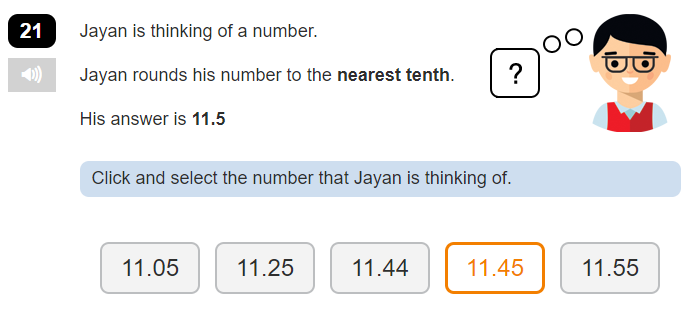 21 Jayan is thinking of a number.
Jayan rounds his number to the nearest tenth.
?
His answer is 11.5
Click and select the number that Jayan is thinking of.
11.05 11.25 11.44 11.45 11.55